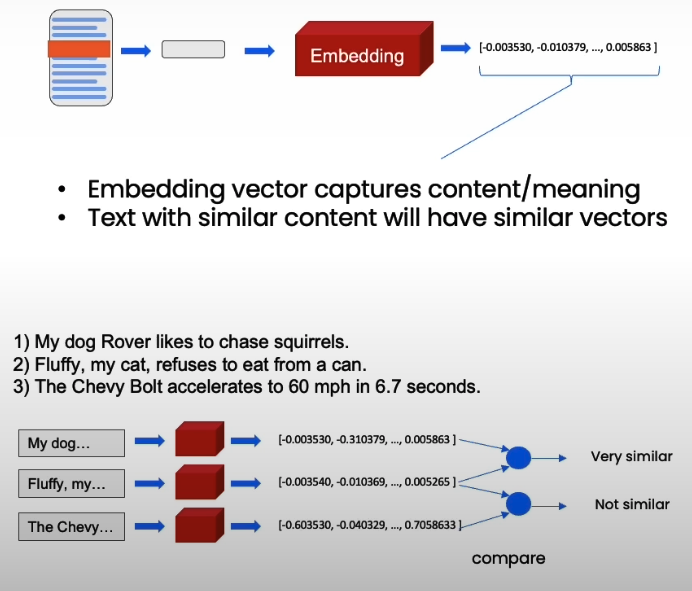 Embedding
[-0.003530, -0.010379, ..., 0.005863 ]
• Embedding vector captures content/meaning
• Text with similar content will have similar vectors
1) My dog Rover likes to chase squirrels.
2) Fluffy, my cat, refuses to eat from a can.
3) The Chevy Bolt accelerates to 60 mph in 6.7 seconds.
My dog...
[-0.003530, -0.310379, ..., 0.005863 ]
Very similar
Fluffy, my...
[-0.003540, -0.010369, ..., 0.005265 ]
Not similar
The Chevy...
[-0.603530, -0.040329, ..., 0.7058633 ]
compare